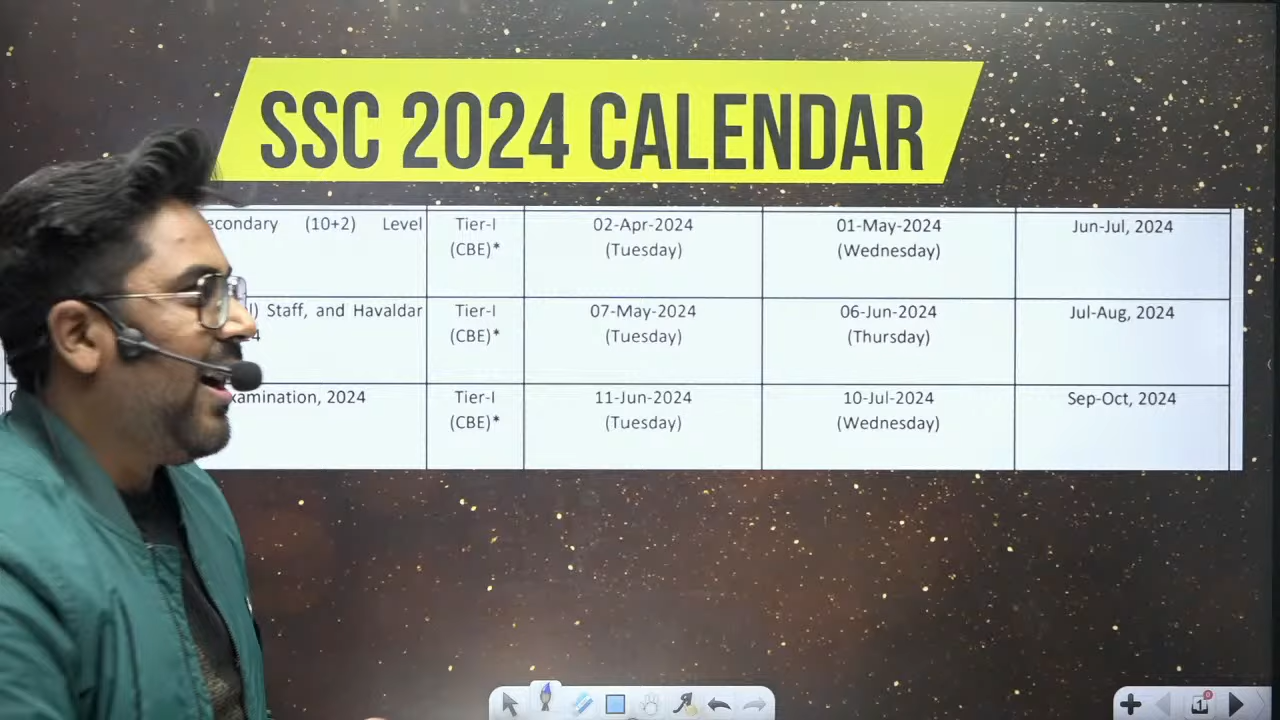 SSC 2024 CALENDAR
(10+2) Level
Tier-I
(CBE)*
02-Apr-2024
(Tuesday)
01-May-2024
(Wednesday)
Jun-Jul, 2024
Staff, and Havaldar
Tier-I
(CBE)*
07-May-2024
(Tuesday)
06-Jun-2024
(Thursday)
Jul-Aug, 2024
2024
Tier-I
(CBE)*
11-Jun-2024
(Tuesday)
10-Jul-2024
(Wednesday)
Sep-Oct, 2024
1